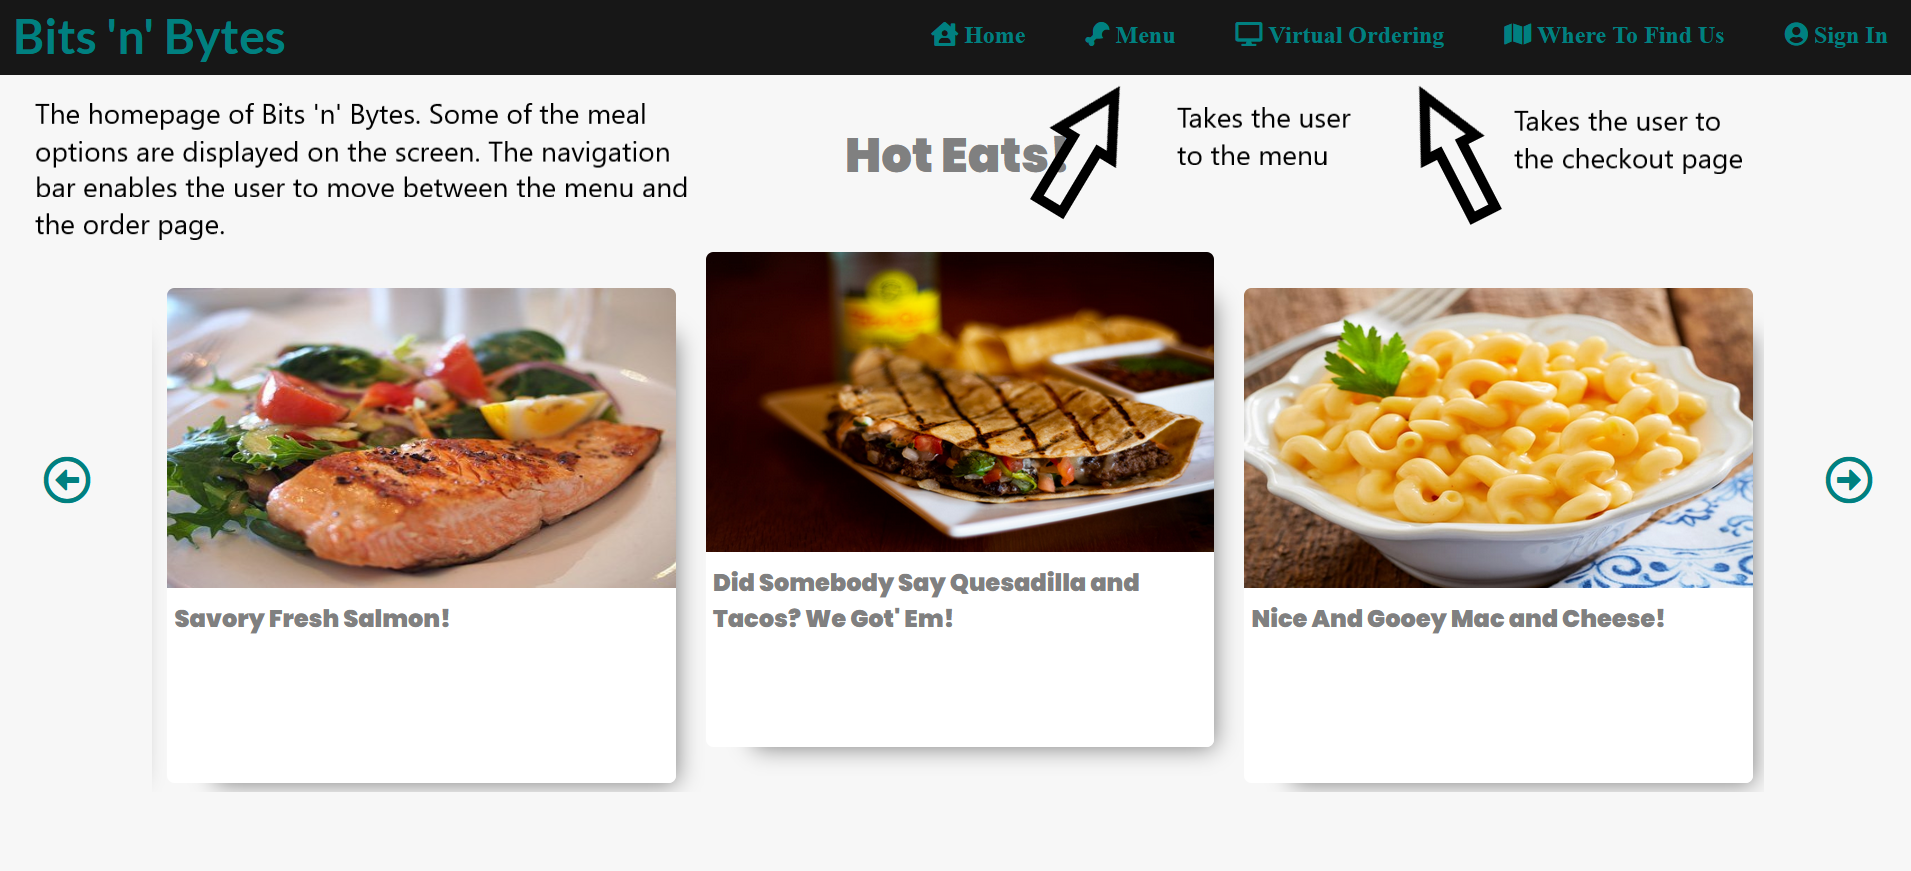 Bits 'n' Bytes
Home
Menu
Virtual Ordering
Where To Find Us
Sign In
The homepage of Bits 'n' Bytes. Some of the meal
options are displayed on the screen. The navigation
bar enables the user to move between the menu and
the order page.
Hot Eats!
Takes the user
to the menu
Takes the user to
the checkout page
Savory Fresh Salmon!
Did Somebody Say Quesadilla and
Tacos? We Got' Em!
Nice And Gooey Mac and Cheese!